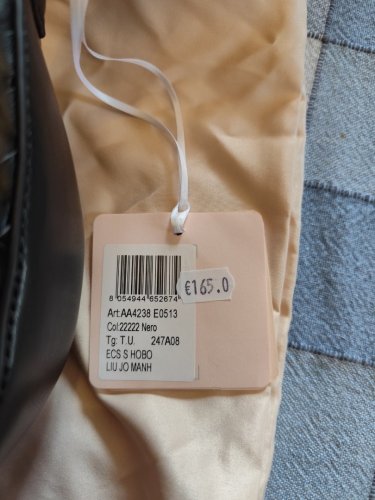 8 054944 652674
€165.0
Art:AA4238 E0513
Col:22222 Nero
Tg: T.U. 247A08
ECS S HOBO
LIU JO MANH